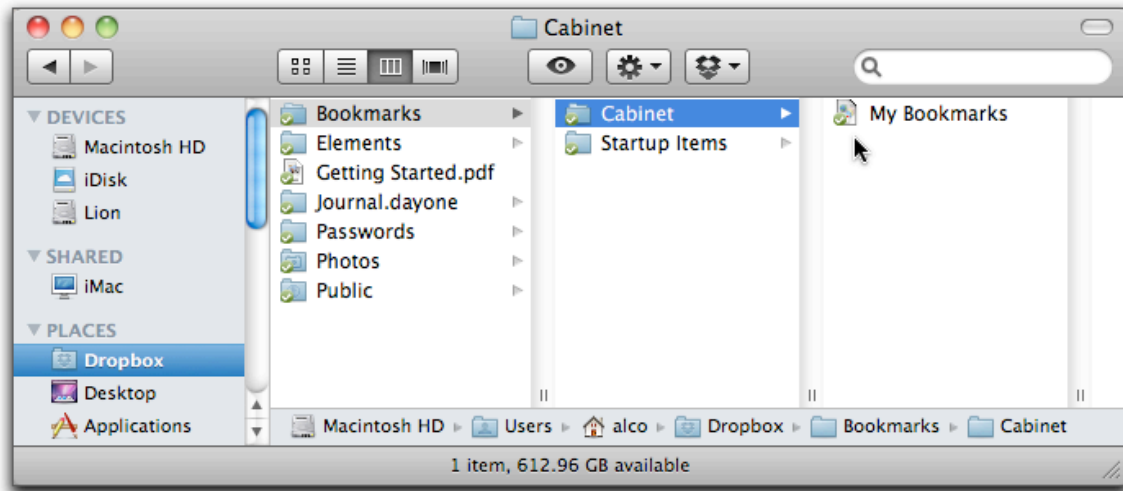 Cabinet
DEVICES
Macintosh HD
iDisk
Lion
SHARED
iMac
PLACES
Dropbox
Desktop
Applications
Bookmarks
Elements
Getting Started.pdf
Journal.dayone
Passwords
Photos
Public
Cabinet
Startup Items
My Bookmarks
Macintosh HD Users alco Dropbox Bookmarks Cabinet
1 item, 612.96 GB available